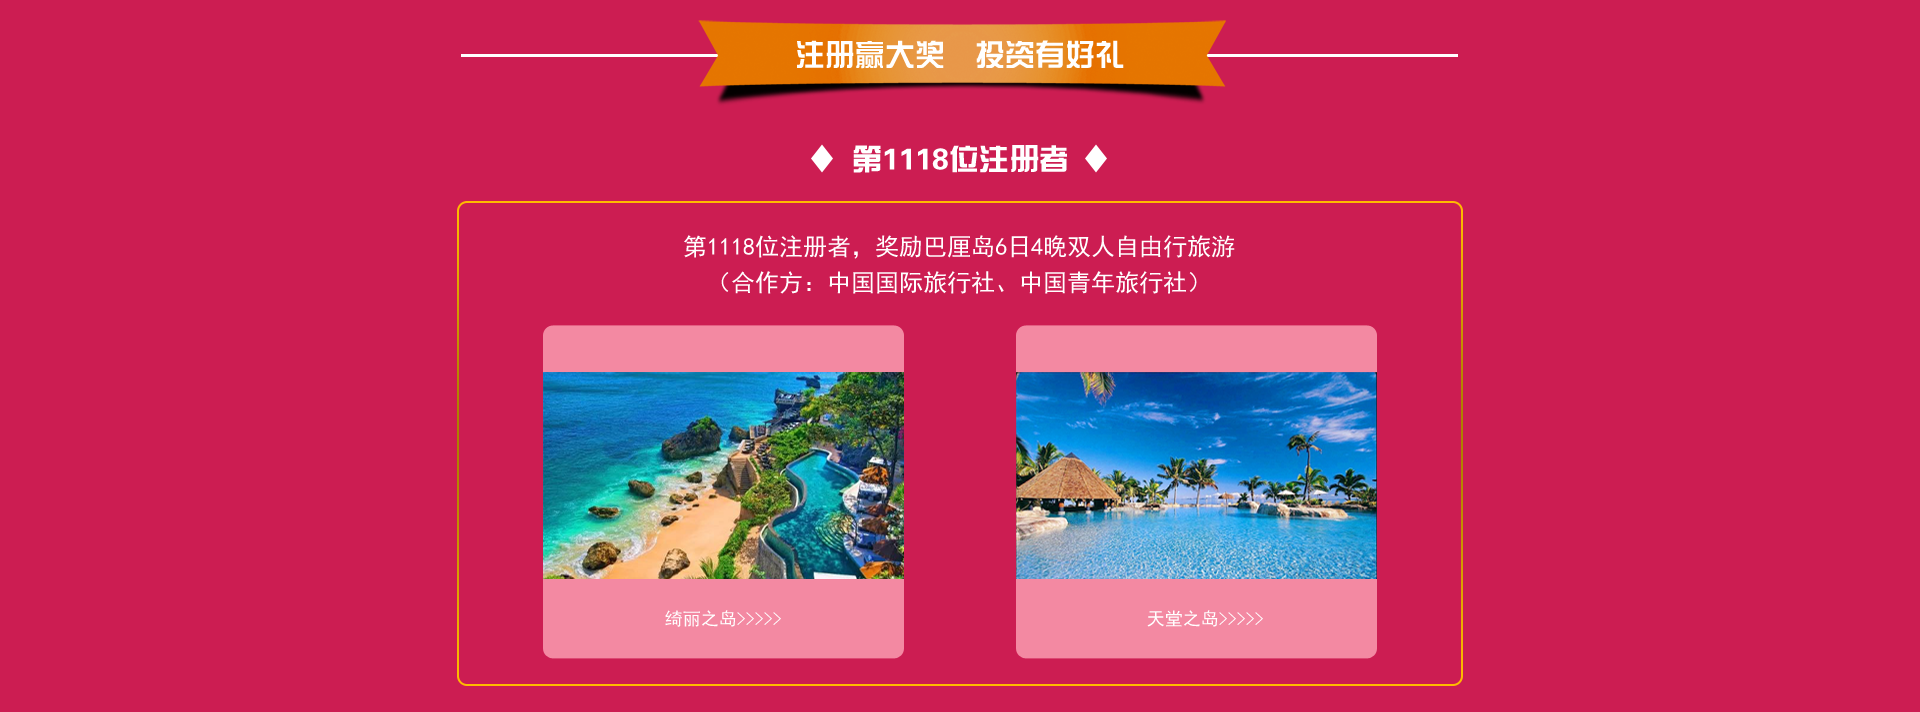 注册赢大奖　投资有好礼
♦ 第1118位注册者 ♦
第1118位注册者，奖励巴厘岛6日4晚双人自由行旅游
（合作方：中国国际旅行社、中国青年旅行社）
绮丽之岛>>>>>
天堂之岛>>>>>